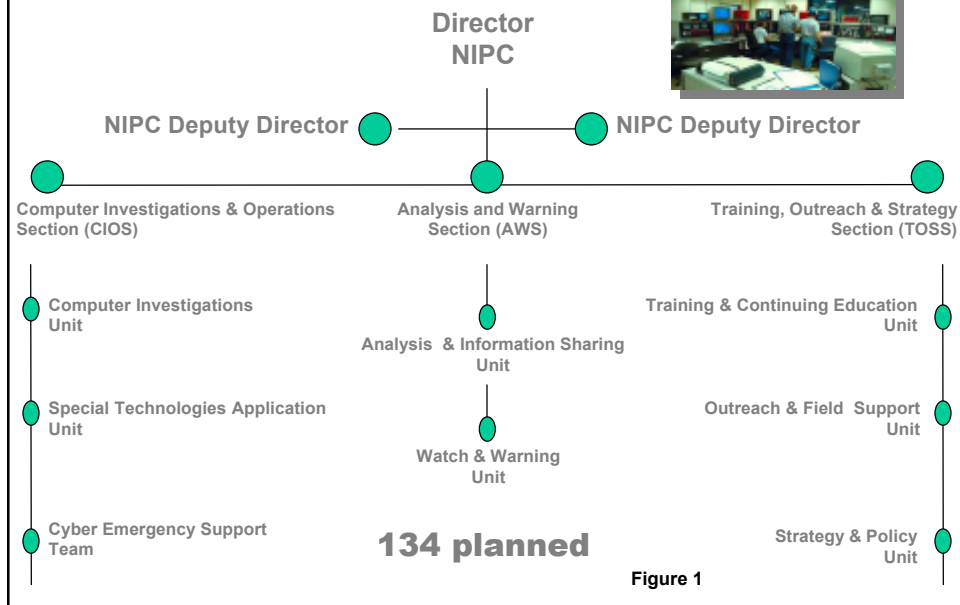 Director
NIPC
NIPC Deputy Director
NIPC Deputy Director
Computer Investigations & Operations
Section (CIOS)
Analysis and Warning
Section (AWS)
Training, Outreach & Strategy
Section (TOSS)
Computer Investigations
Unit
Training & Continuing Education
Unit
Analysis & Information Sharing
Unit
Special Technologies Application
Unit
Outreach & Field Support
Unit
Watch & Warning
Unit
Cyber Emergency Support
Team
134 planned
Strategy & Policy
Unit
Figure 1